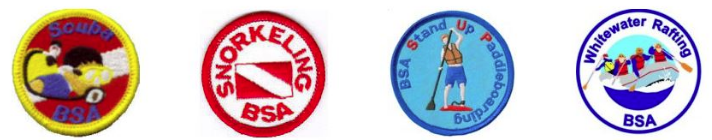 Scuba
BSA
SNORKELING
BSA
BSA Stand Up Paddleboarding
Whitewater Rafting
BSA